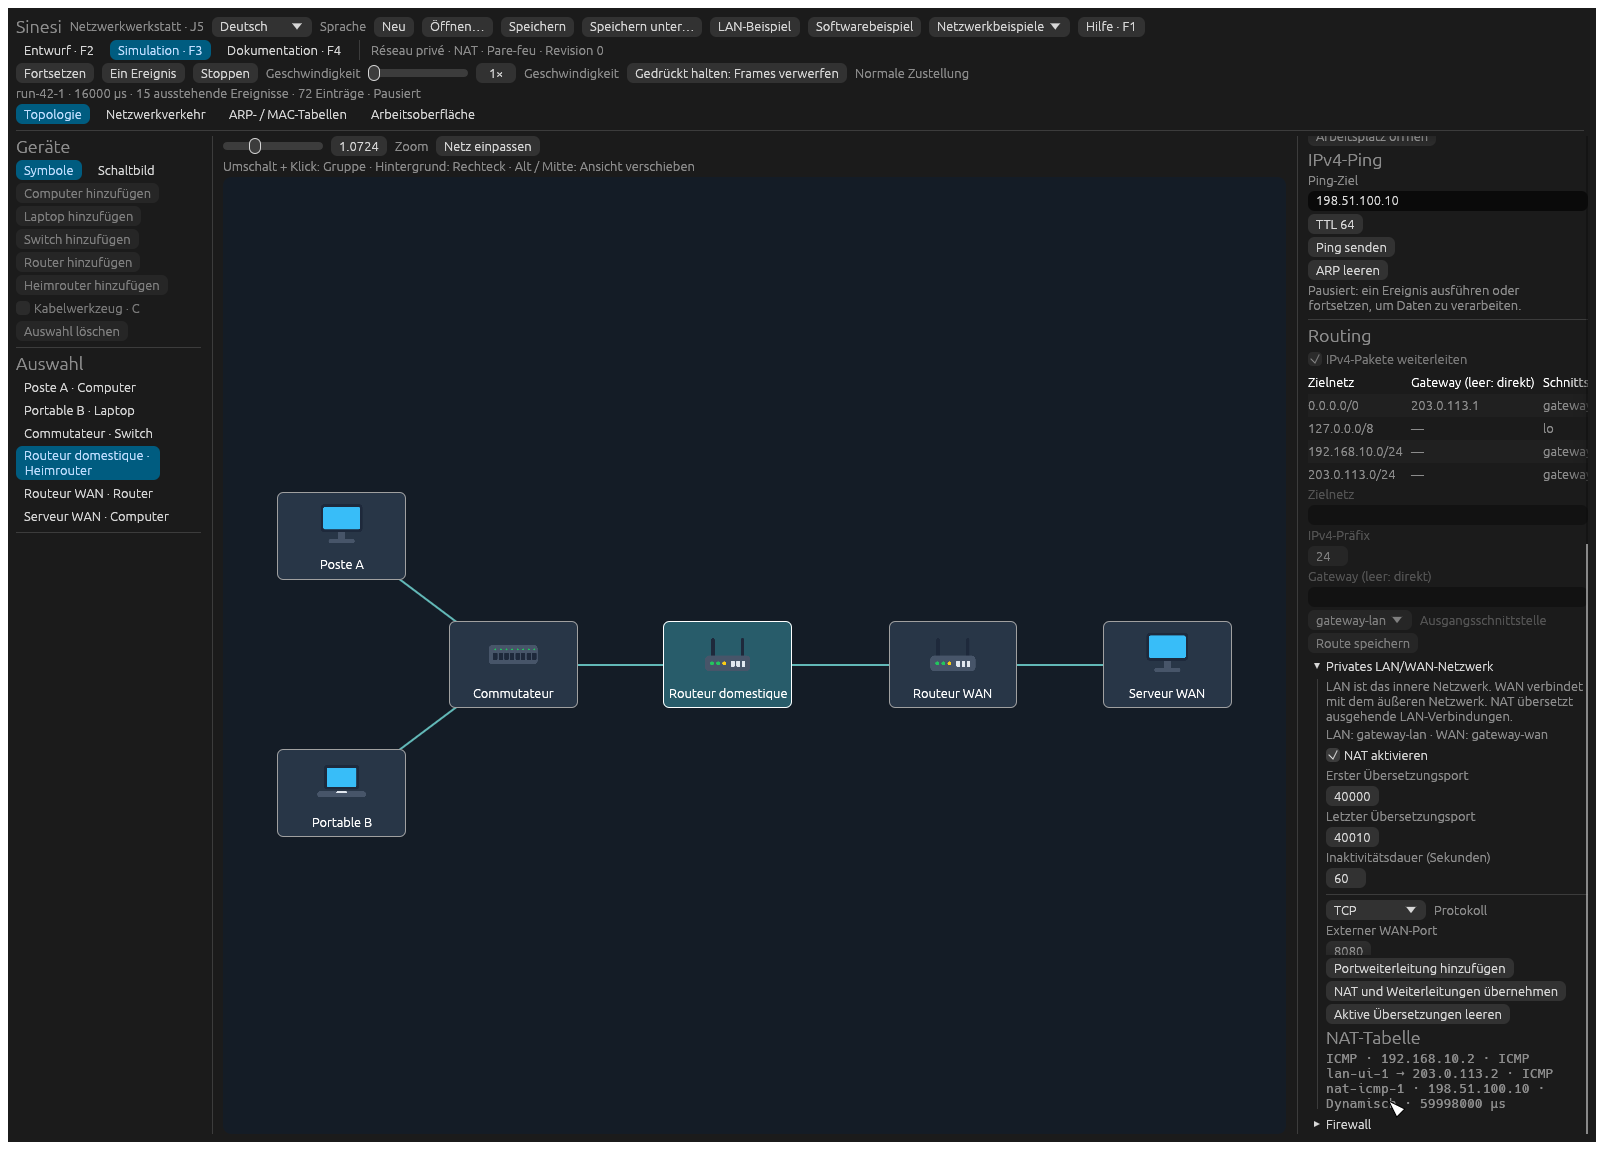 Sinesi Netzwerkwerkstatt · J5 Deutsch Sprache Neu Öffnen… Speichern Speichern unter… LAN-Beispiel Softwarebeispiel Netzwerkbeispiele Hilfe · F1
Entwurf · F2 Simulation · F3 Dokumentation · F4 Réseau privé · NAT · Pare-feu · Revision 0
Fortsetzen Ein Ereignis Stoppen Geschwindigkeit 1× Geschwindigkeit Gedrückt halten: Frames verwerfen Normale Zustellung
run-42-1 · 16000 µs · 15 ausstehende Ereignisse · 72 Einträge · Pausiert
Topologie Netzwerkverkehr ARP- / MAC-Tabellen Arbeitsoberfläche
Geräte
Symbole Schaltbild
Computer hinzufügen
Laptop hinzufügen
Switch hinzufügen
Router hinzufügen
Heimrouter hinzufügen
Kabelwerkzeug · C
Auswahl löschen
Auswahl
Poste A · Computer
Portable B · Laptop
Commutateur · Switch
Routeur domestique ·
Heimrouter
Routeur WAN · Router
Serveur WAN · Computer
1.0724 Zoom Netz einpassen
Umschalt + Klick: Gruppe · Hintergrund: Rechteck · Alt / Mitte: Ansicht verschieben
Poste A
Commutateur
Routeur domestique
Routeur WAN
Serveur WAN
Portable B
Arbeitsplatz öffnen
IPv4-Ping
Ping-Ziel
198.51.100.10
TTL 64
Ping senden
ARP leeren
Pausiert: ein Ereignis ausführen oder
fortsetzen, um Daten zu verarbeiten.
Routing
IPv4-Pakete weiterleiten
Zielnetz Gateway (leer: direkt) Schnitts
0.0.0.0/0 203.0.113.1 gatewa
127.0.0.0/8 — lo
192.168.10.0/24 — gatewa
203.0.113.0/24 — gatewa
Zielnetz
IPv4-Präfix
24
Gateway (leer: direkt)
gateway-lan Ausgangsschnittstelle
Route speichern
Privates LAN/WAN-Netzwerk
LAN ist das innere Netzwerk. WAN verbindet
mit dem äußeren Netzwerk. NAT übersetzt
ausgehende LAN-Verbindungen.
LAN: gateway-lan · WAN: gateway-wan
NAT aktivieren
Erster Übersetzungsport
40000
Letzter Übersetzungsport
40010
Inaktivitätsdauer (Sekunden)
60
TCP Protokoll
Externer WAN-Port
8080
Portweiterleitung hinzufügen
NAT und Weiterleitungen übernehmen
Aktive Übersetzungen leeren
NAT-Tabelle
ICMP · 192.168.10.2 · ICMP
lan-ui-1 → 203.0.113.2 · ICMP
nat-icmp-1 · 198.51.100.10 ·
Dynamisch · 59998000 µs
Firewall